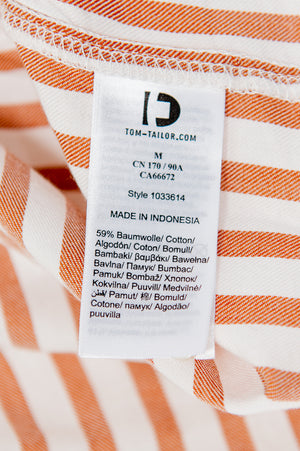 TOM-TAILOR.COM
M
CN 170 / 90A
CA66672
Style 1033614
MADE IN INDONESIA
59% Baumwolle/ Cotton/
Algodón/ Coton/ Bomull/
Bambaki/ βαμβάκι/ Bawełna/
Bavlna/ Памук/ Bumbac/
Pamuk/ Bombaž/ Хлопок/
Kokvilna/ Puuvill/ Medvilnė/
Pamut/ 棉/ Bomuld/
Cotone/ памук/ Algodão/
puuvilla